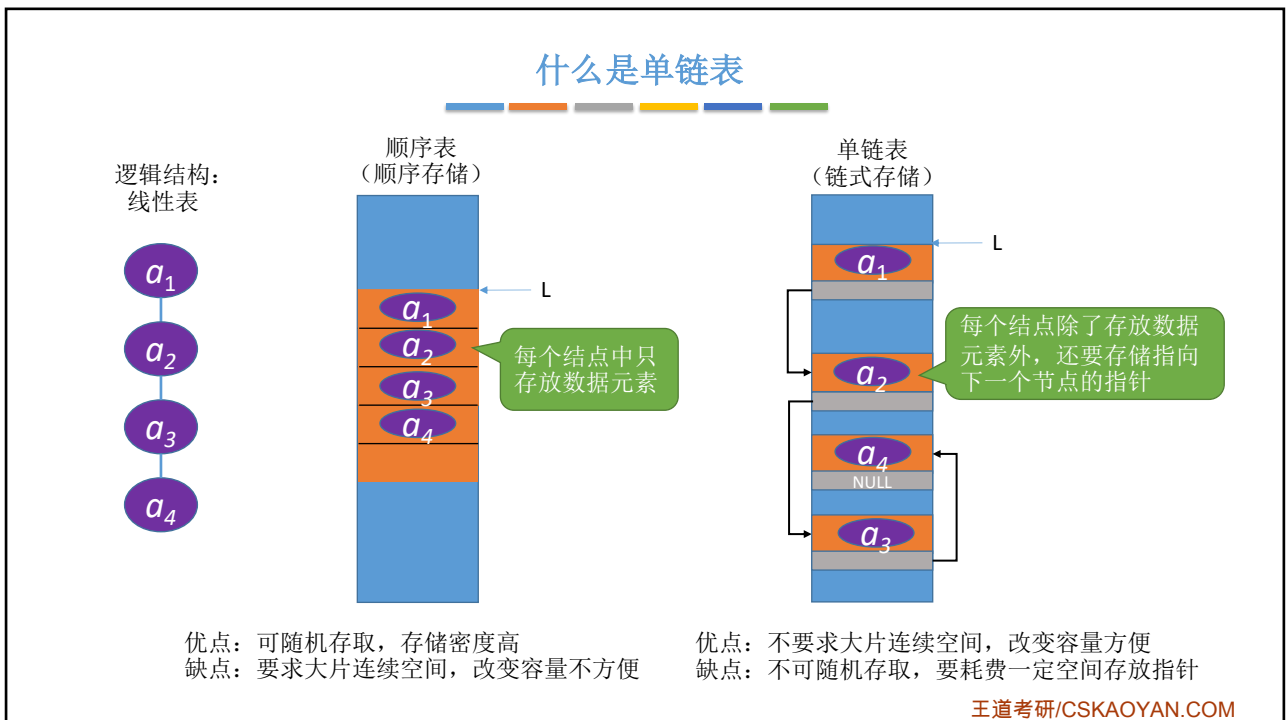 什么是单链表
逻辑结构：
线性表
a1
a2
a3
a4
顺序表
（顺序存储）
L
a1
a2
a3
a4
每个结点中只
存放数据元素
单链表
（链式存储）
L
a1
a2
a4
NULL
a3
每个结点除了存放数据
元素外，还要存储指向
下一个节点的指针
优点：可随机存取，存储密度高
缺点：要求大片连续空间，改变容量不方便
优点：不要求大片连续空间，改变容量方便
缺点：不可随机存取，要耗费一定空间存放指针
王道考研/CSKAOYAN.COM